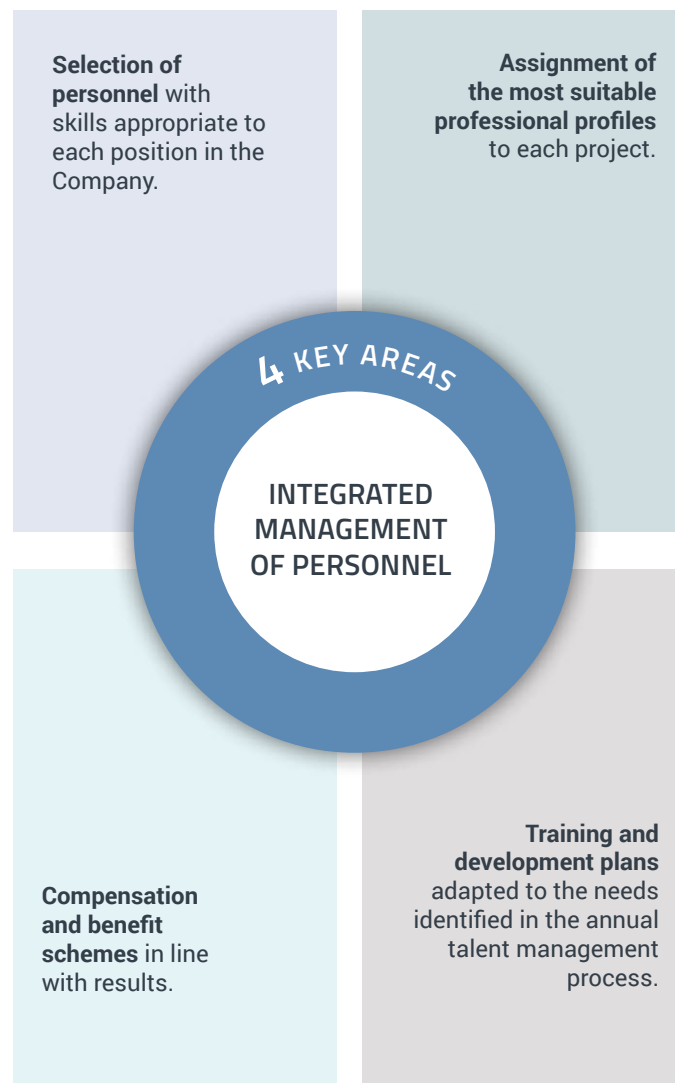 Selection of
personnel with
skills appropriate to
each position in the
Company.
Assignment of
the most suitable
professional profiles
to each project.
4 KEY AREAS
INTEGRATED
MANAGEMENT
OF PERSONNEL
Compensation
and benefit
schemes in line
with results.
Training and
development plans
adapted to the needs
identified in the annual
talent management
process.